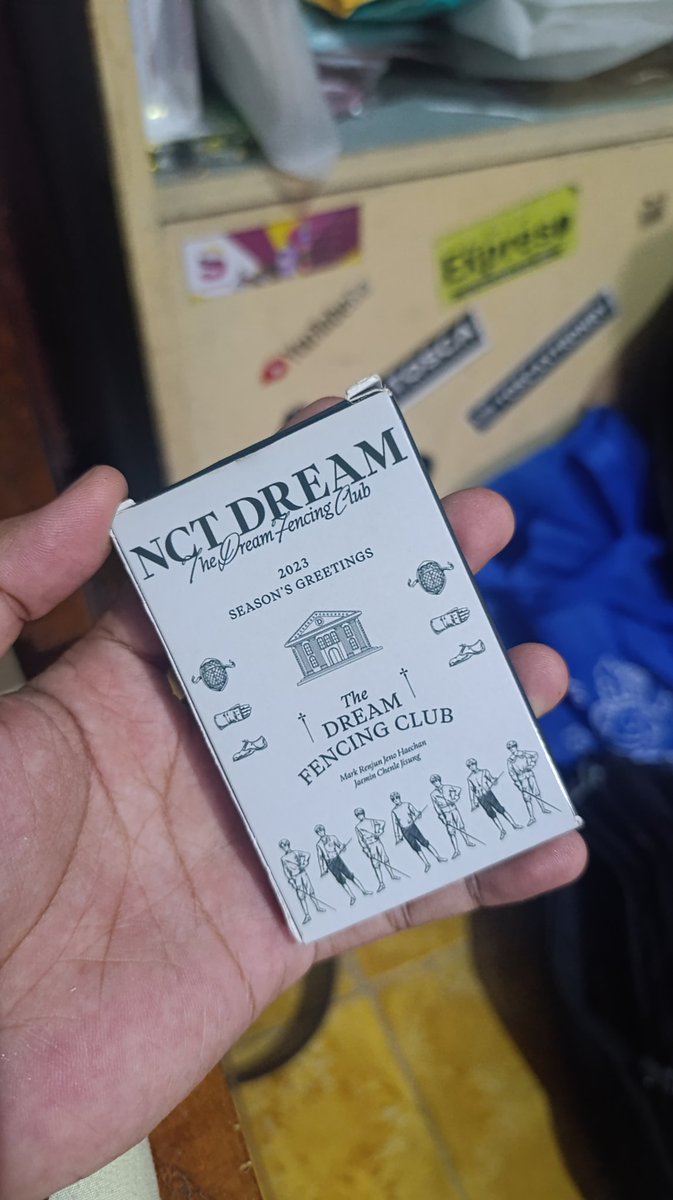 NCT DREAM
The Dream Fencing Club
2023
SEASON'S GREETINGS
The
DREAM
FENCING CLUB
Mark Renjun Jeno Haechan
Jaemin Chenle Jisung